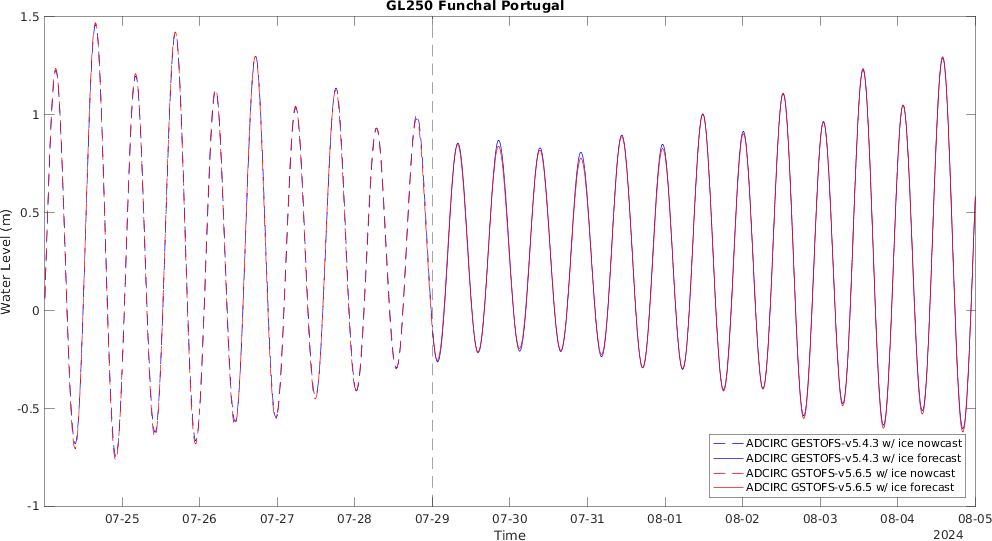 GL250 Funchal Portugal
1.5
1
0.5
0
-0.5
-1
Water Level (m)
ADCIRC GESTOFS-v5.4.3 w/ ice nowcast
ADCIRC GESTOFS-v5.4.3 w/ ice forecast
ADCIRC GSTOFS-v5.6.5 w/ ice nowcast
ADCIRC GSTOFS-v5.6.5 w/ ice forecast
07-25 07-26 07-27 07-28 07-29 07-30 07-31 08-01 08-02 08-03 08-04 08-05
Time
2024